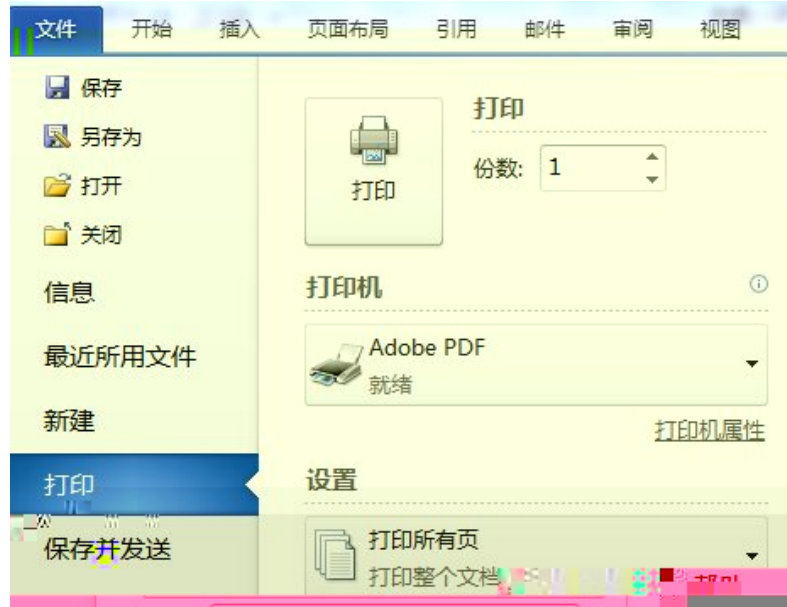 文件 开始 插入 页面布局 引用 邮件 审阅 视图
保存
另存为
打开
关闭
信息
最近所用文件
新建
打印
保存并发送
打印
打印
份数: 1
打印机
Adobe PDF
就绪
打印机属性
设置
打印所有页
打印整个文档